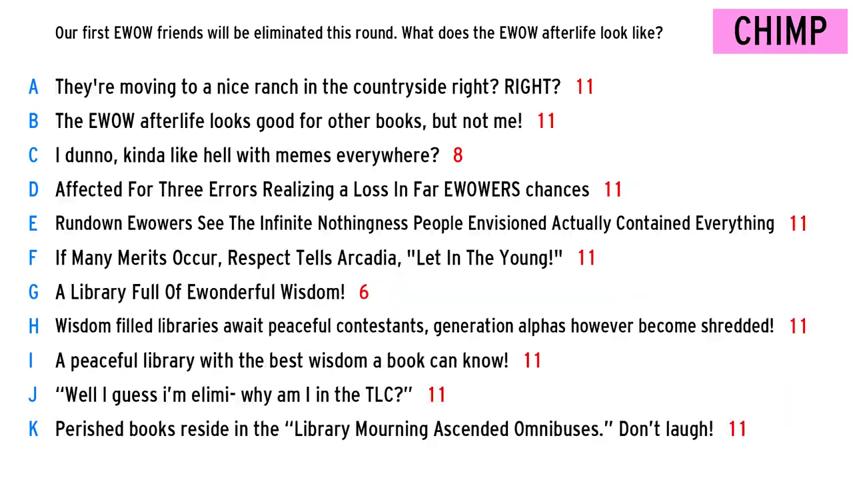 Our first EWOW friends will be eliminated this round. What does the EWOW afterlife look like?
CHIMP
A They're moving to a nice ranch in the countryside right? RIGHT? 11
B The EWOW afterlife looks good for other books, but not me! 11
C I dunno, kinda like hell with memes everywhere? 8
D Affected For Three Errors Realizing a Loss In Far EWOWERS chances 11
E Rundown Ewowers See The Infinite Nothingness People Envisioned Actually Contained Everything 11
F If Many Merits Occur, Respect Tells Arcadia, "Let In The Young!" 11
G A Library Full Of Ewonderful Wisdom! 6
H Wisdom filled libraries await peaceful contestants, generation alphas however become shredded! 11
I A peaceful library with the best wisdom a book can know! 11
J “Well I guess i’m elimi- why am I in the TLC?” 11
K Perished books reside in the “Library Mourning Ascended Omnibuses.” Don’t laugh! 11